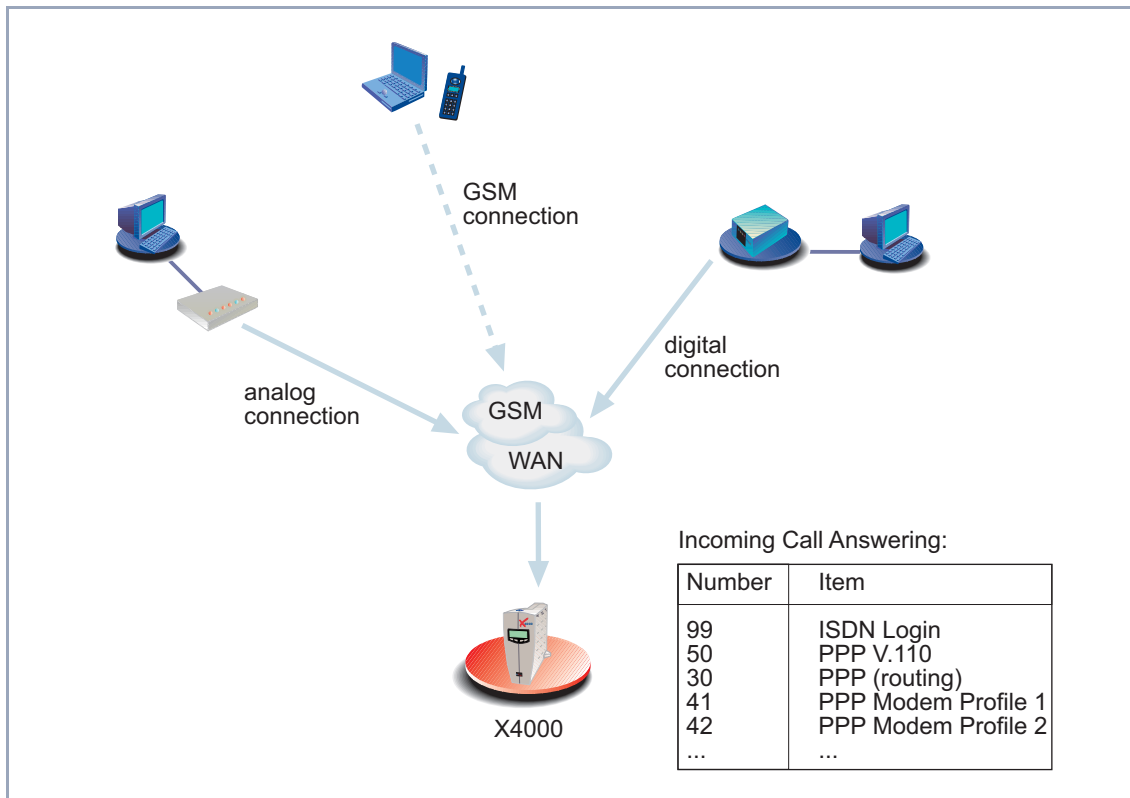 GSM
connection
digital
connection
analog
connection
GSM
WAN
X4000
Incoming Call Answering:
Number Item
99 ISDN Login
50 PPP V.110
30 PPP (routing)
41 PPP Modem Profile 1
42 PPP Modem Profile 2
... ...